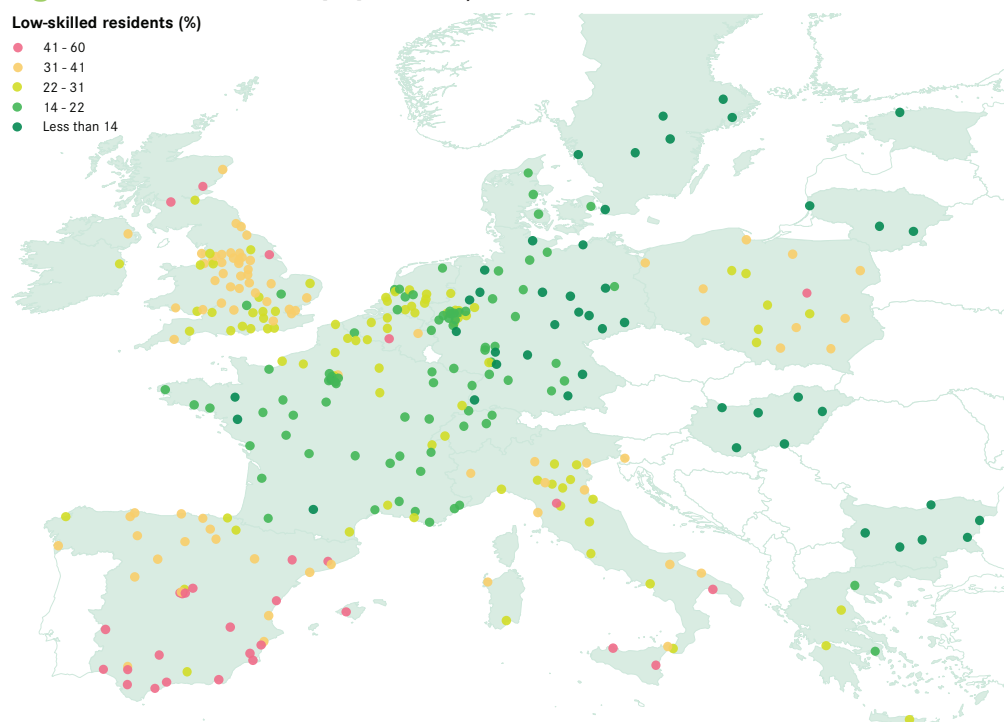 Low-skilled residents (%)
41 - 60
31 - 41
22 - 31
14 - 22
Less than 14